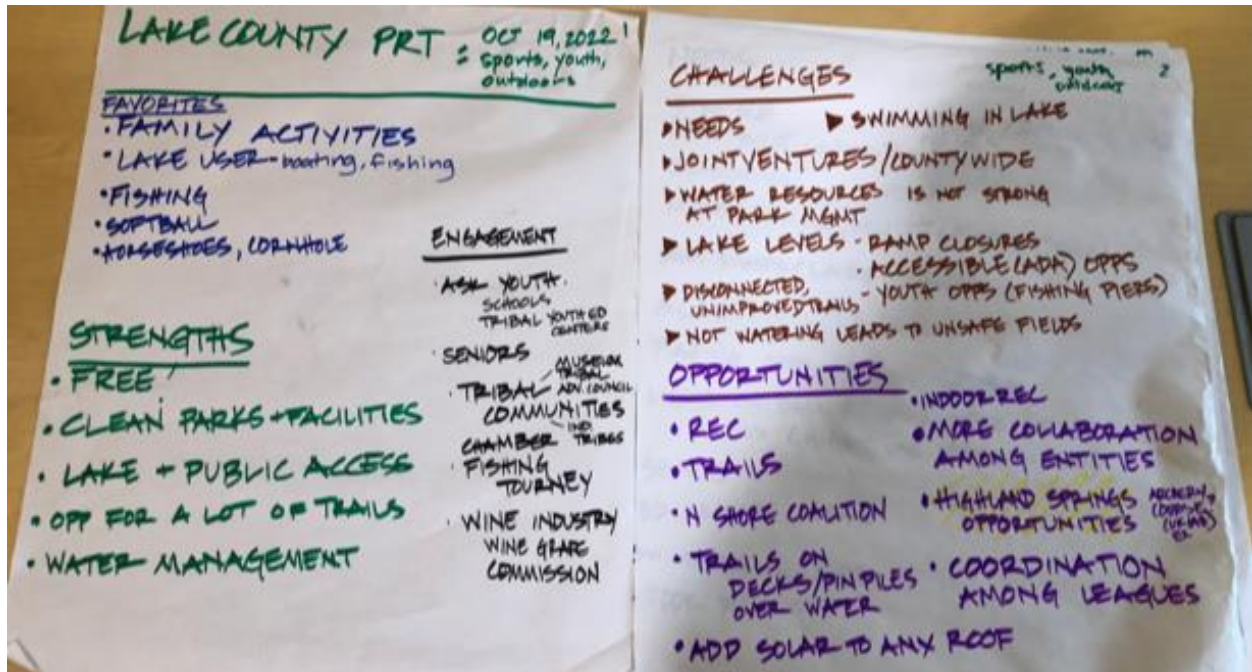 LAKE COUNTY PRT : OCT 19, 2022 1
sports, youth,
outdoors
FAVORITES
• FAMILY ACTIVITIES
• LAKE USER - boating, fishing
• FISHING
• SOFTBALL
• HORSESHOES, CORNHOLE
STRENGTHS
• FREE!
• CLEAN PARKS + FACILITIES
• LAKE + PUBLIC ACCESS
• OPP FOR A LOT OF TRAILS
• WATER MANAGEMENT
ENGAGEMENT
• ASK YOUTH
SCHOOLS
TRIBAL YOUTH ED
CENTERS
• SENIORS
• TRIBAL
COMMUNITIES
MUSEUM
TRIBAL
ADV. COUNCIL
IND.
TRIBES
CHAMBER
• FISHING
TOURNEY
• WINE INDUSTRY
WINE GRAPE
COMMISSION
2
sports, youth
outdoors
CHALLENGES
▶ NEEDS
▶ SWIMMING IN LAKE
▶ JOINT VENTURES / COUNTYWIDE
▶ WATER RESOURCES IS NOT STRONG
AT PARK MGMT
▶ LAKE LEVELS - RAMP CLOSURES
- ACCESSIBLE (ADA) OPPS
▶ DISCONNECTED,
UNIMPROVED TRAILS
- YOUTH OPPS (FISHING PIERS)
▶ NOT WATERING LEADS TO UNSAFE FIELDS
OPPORTUNITIES
• REC
• TRAILS
• N SHORE COALITION
• TRAILS ON
DECKS/PIN PILES
OVER WATER
• ADD SOLAR TO ANY ROOF
• INDOOR REC
• MORE COLLABORATION
AMONG ENTITIES
• HIGHLAND SPRINGS
OPPORTUNITIES
ARCHERY,
• COORDINATION
AMONG LEAGUES